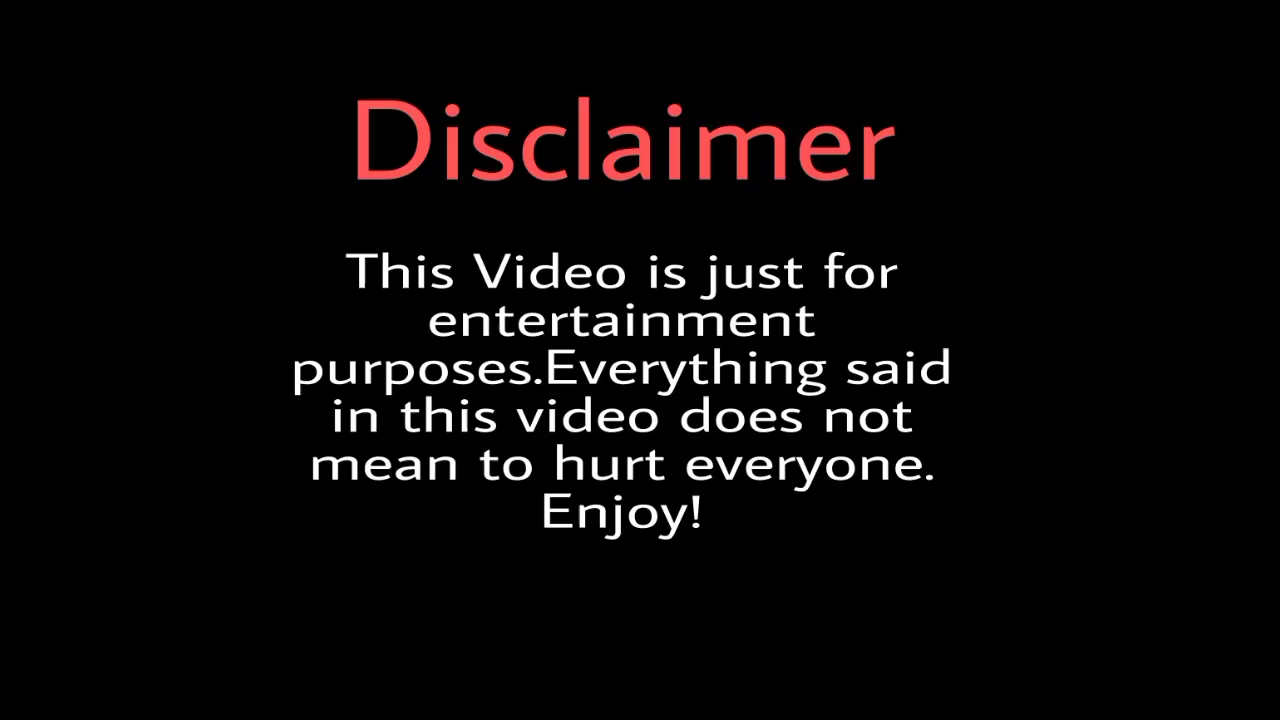 Disclaimer
This Video is just for
entertainment
purposes.Everything said
in this video does not
mean to hurt everyone.
Enjoy!